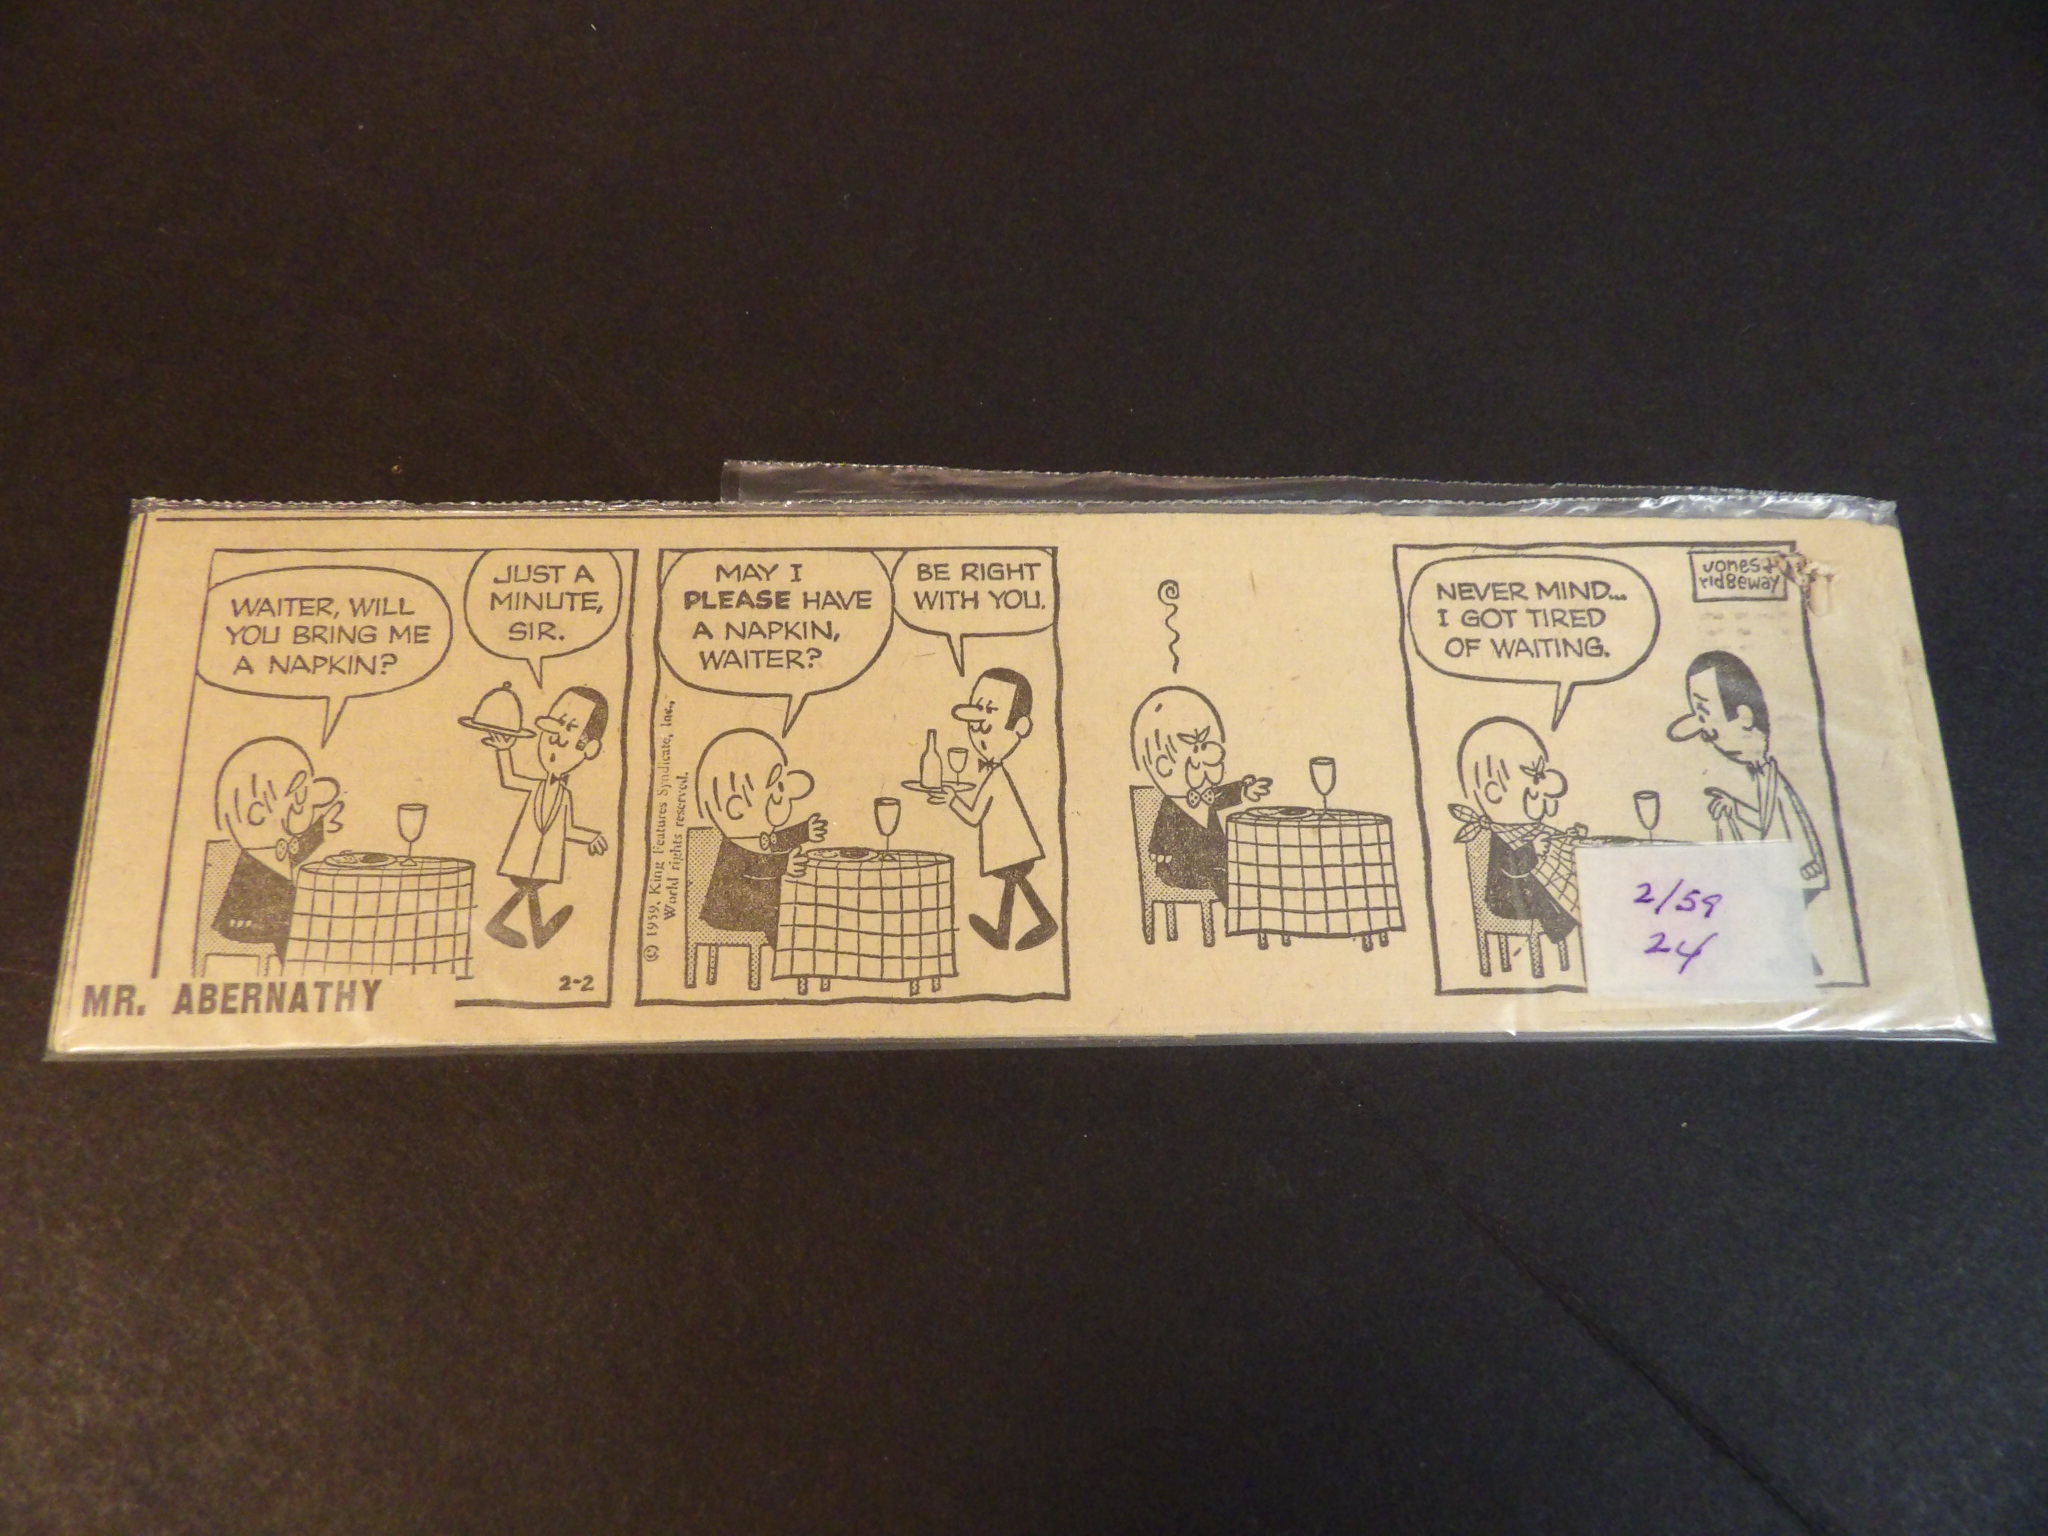 WAITER, WILL
YOU BRING ME
A NAPKIN?
JUST A
MINUTE,
SIR.
2-2
MR. ABERNATHY
MAY I
PLEASE HAVE
A NAPKIN,
WAITER?
BE RIGHT
WITH YOU.
© 1959, King Features Syndicate, Inc.,
World rights reserved.
NEVER MIND...
I GOT TIRED
OF WAITING.
Jones &
ridgeway
2/59
24